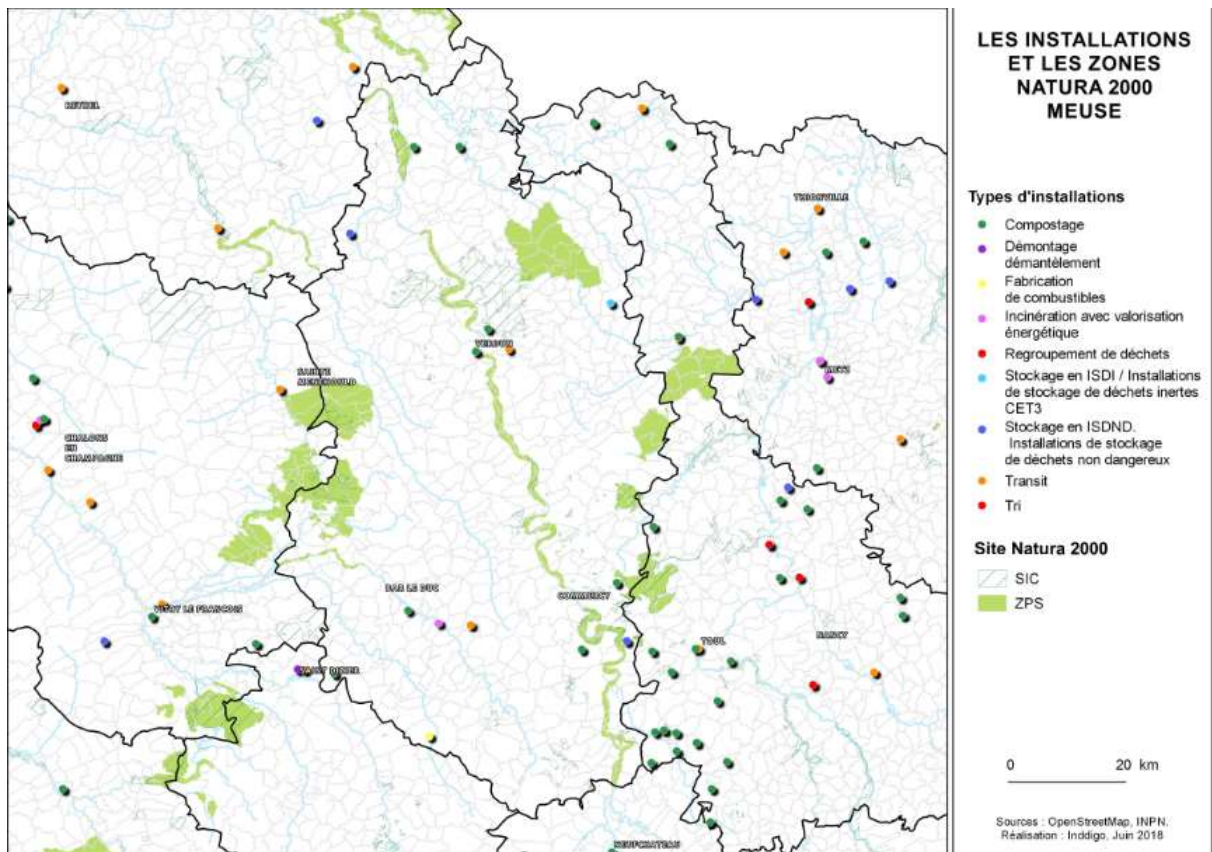 LES INSTALLATIONS
ET LES ZONES
NATURA 2000
MEUSE
Types d'installations
Compostage
Démontage
démantèlement
Fabrication
de combustibles
Incinération avec valorisation
énergétique
Regroupement de déchets
Stockage en ISDI / Installations
de stockage de déchets inertes
CET3
Stockage en ISDND.
Installations de stockage
de déchets non dangereux
Transit
Tri
Site Natura 2000
SIC
ZPS
0 20 km
Sources : OpenStreetMap, INPN.
Réalisation : Inddigo, Juin 2018
RETHEL
THIONVILLE
VERDUN
METZ
SAINTE
MENEHOULD
CHALONS
EN
CHAMPAGNE
BAR LE DUC
COMMERCY
VITRY LE FRANCOIS
TOUL
NANCY
SAINT DIZIER
NEUFCHATEAU